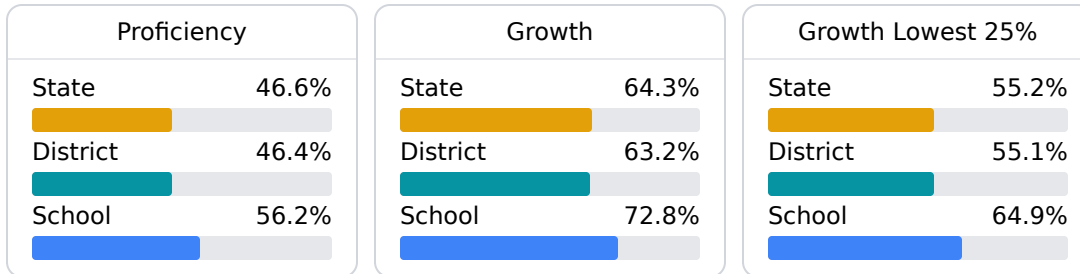 Proficiency
State 46.6%
District 46.4%
School 56.2%
Growth
State 64.3%
District 63.2%
School 72.8%
Growth Lowest 25%
State 55.2%
District 55.1%
School 64.9%